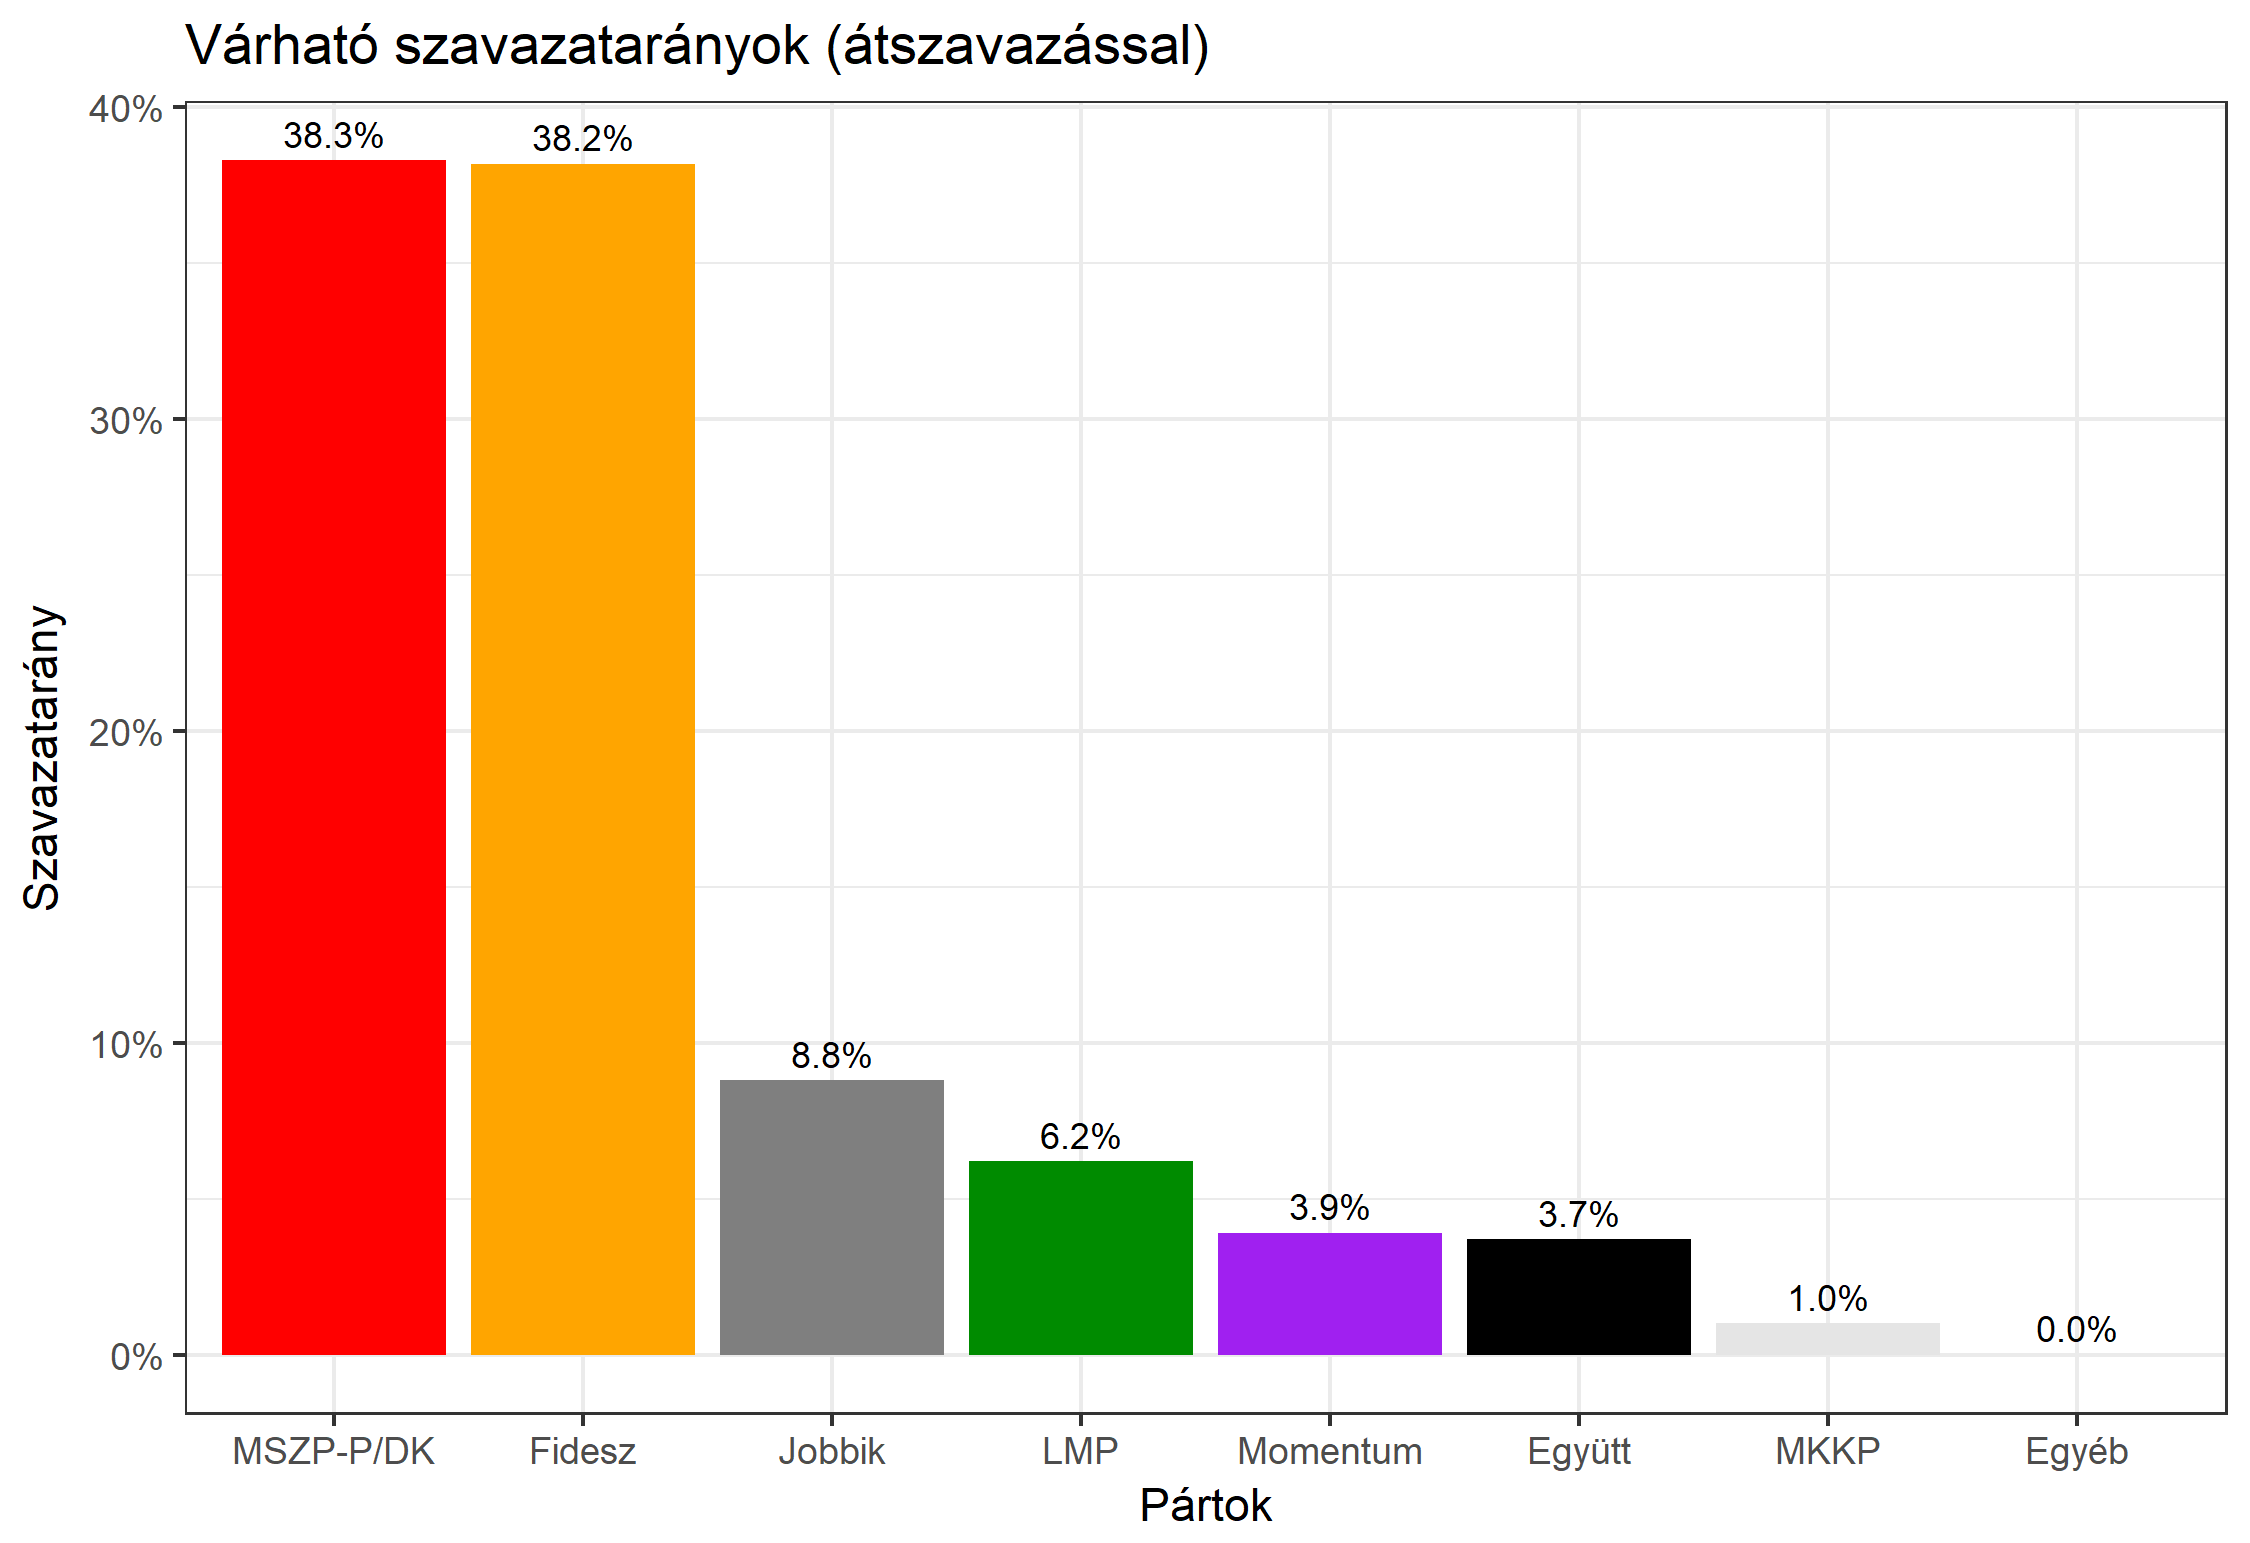 Várható szavazatarányok (átszavazással)
40%
30%
20%
10%
0%
Szavazatarány
38.3%
38.2%
8.8%
6.2%
3.9%
3.7%
1.0%
0.0%
MSZP-P/DK
Fidesz
Jobbik
LMP
Momentum
Együtt
MKKP
Egyéb
Pártok